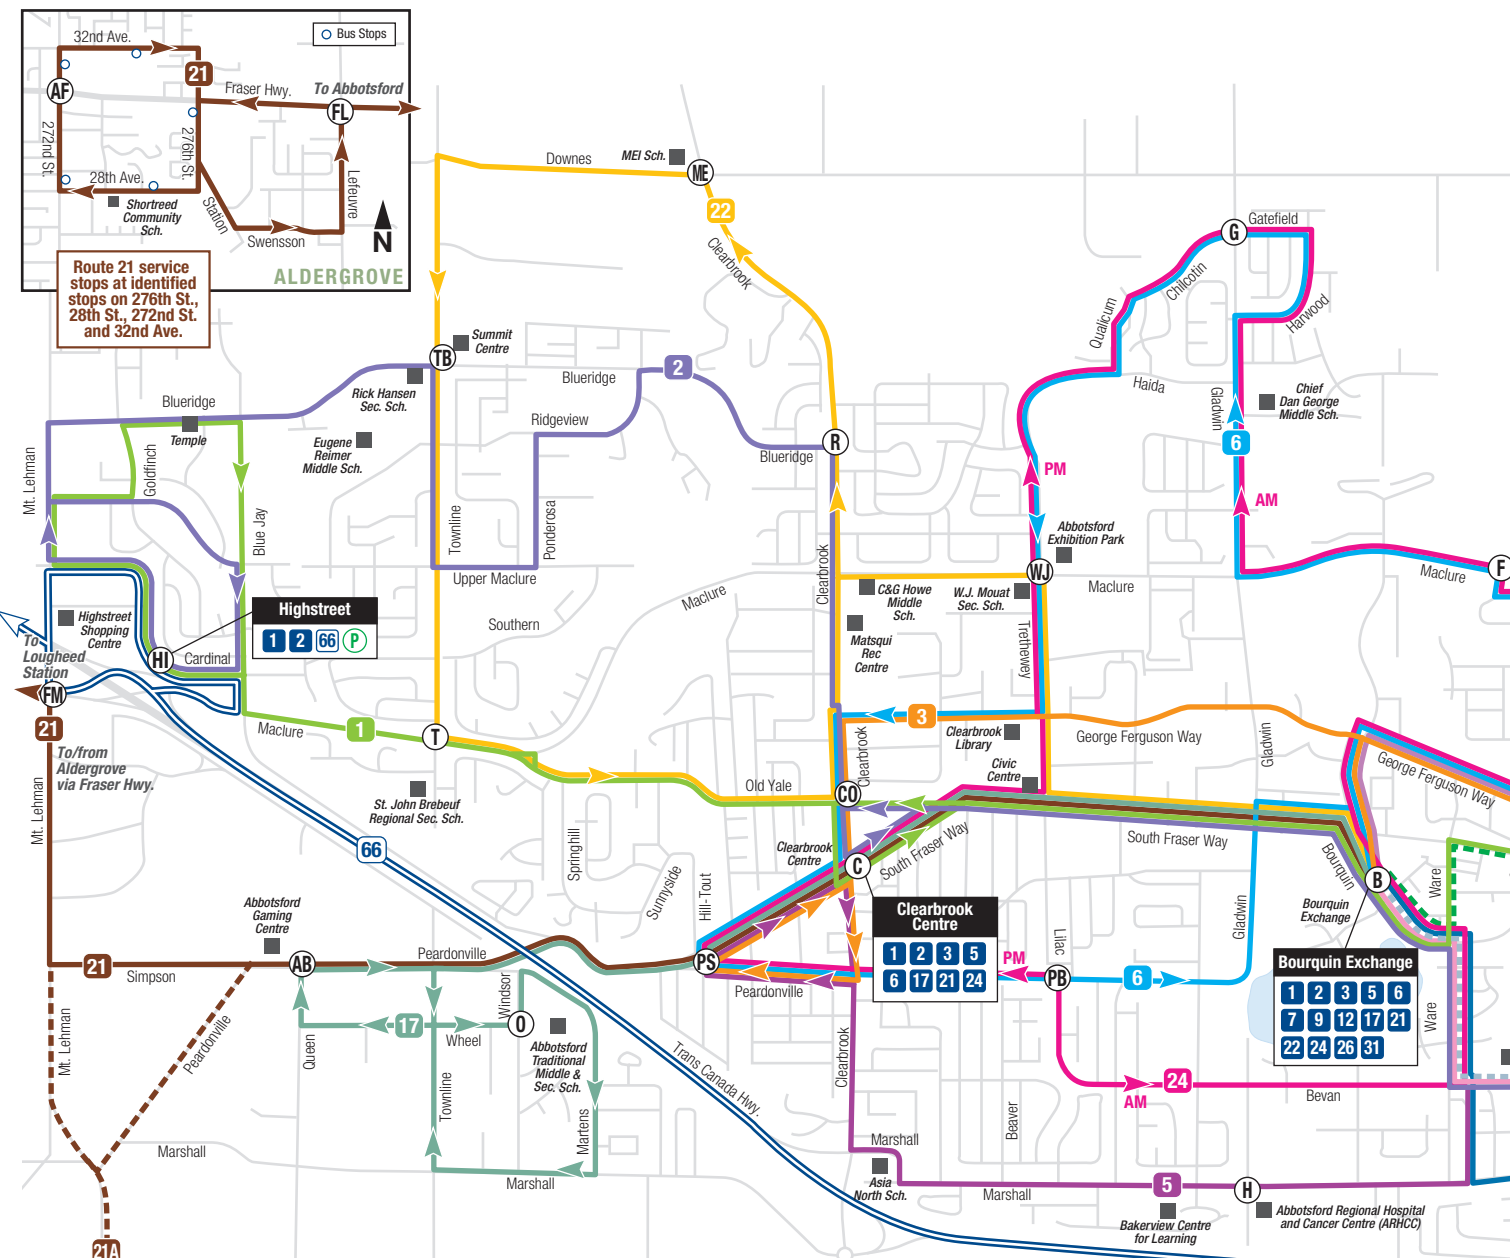 32nd Ave.
Bus Stops
21
AF
Fraser Hwy.
To Abbotsford
FL
272nd St.
276th St.
28th Ave.
Shortreed
Community
Sch.
Station
Swensson
Lefeuvre
N
ALDERGROVE
Route 21 service
stops at identified
stops on 276th St.,
28th St., 272nd St.
and 32nd Ave.
Downes
MEI Sch.
ME
22
Clearbrook
G
Gatefield
Chilcotin
Qualicum
Harwood
Haida
Gladwin
Chief
Dan George
Middle Sch.
6
PM
AM
TB
Summit
Centre
Rick Hansen
Sec. Sch.
Blueridge
2
Blueridge
Ridgeview
Temple
Eugene
Reimer
Middle Sch.
Blueridge
R
Mt. Lehman
Goldfinch
Blue Jay
Townline
Ponderosa
Upper Maclure
Clearbrook
Maclure
Southern
Abbotsford
Exhibition Park
WJ
Maclure
Maclure
F
C&G Howe
Middle
Sch.
W.J. Mouat
Sec. Sch.
Matsqui
Rec
Centre
Trethewey
Highstreet
Shopping
Centre
Highstreet
1 2 66 P
HI
Cardinal
To
Lougheed
Station
FM
21
To/from
Aldergrove
via Fraser Hwy.
Maclure
1
T
3
Clearbrook
Library
George Ferguson Way
Gladwin
George Ferguson Way
Clearbrook
Civic
Centre
Old Yale
CO
St. John Brebeuf
Regional Sec. Sch.
Mt. Lehman
66
Springhill
Sunnyside
Hill-Tout
Clearbrook
Centre
C
South Fraser Way
South Fraser Way
Bourquin
B
Ware
Bourquin
Exchange
Clearbrook
Centre
1 2 3 5
6 17 21 24
Abbotsford
Gaming
Centre
21
Simpson
AB
Peardonville
PS
Peardonville
PM
Lilac
PB
6
Gladwin
Bourquin Exchange
1 2 3 5 6
7 9 12 17 21
22 24 26 31
Ware
Mt. Lehman
Peardonville
Queen
17
Wheel
Windsor
O
Abbotsford
Traditional
Middle &
Sec. Sch.
Townline
Martens
Trans Canada Hwy.
Clearbrook
Beaver
AM
24
Bevan
Marshall
Marshall
Marshall
Asia
North Sch.
Marshall
5
H
Bakerview Centre
for Learning
Abbotsford Regional Hospital
and Cancer Centre (ARHCC)
21A